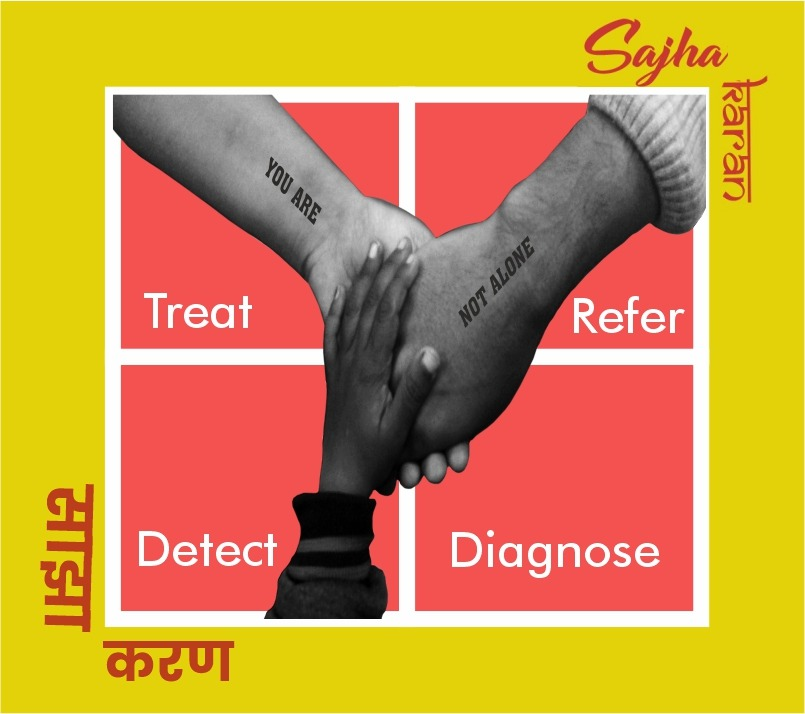 Sajha
Karan
YOU ARE
NOT ALONE
Treat
Refer
Detect
Diagnose
साझा
करण